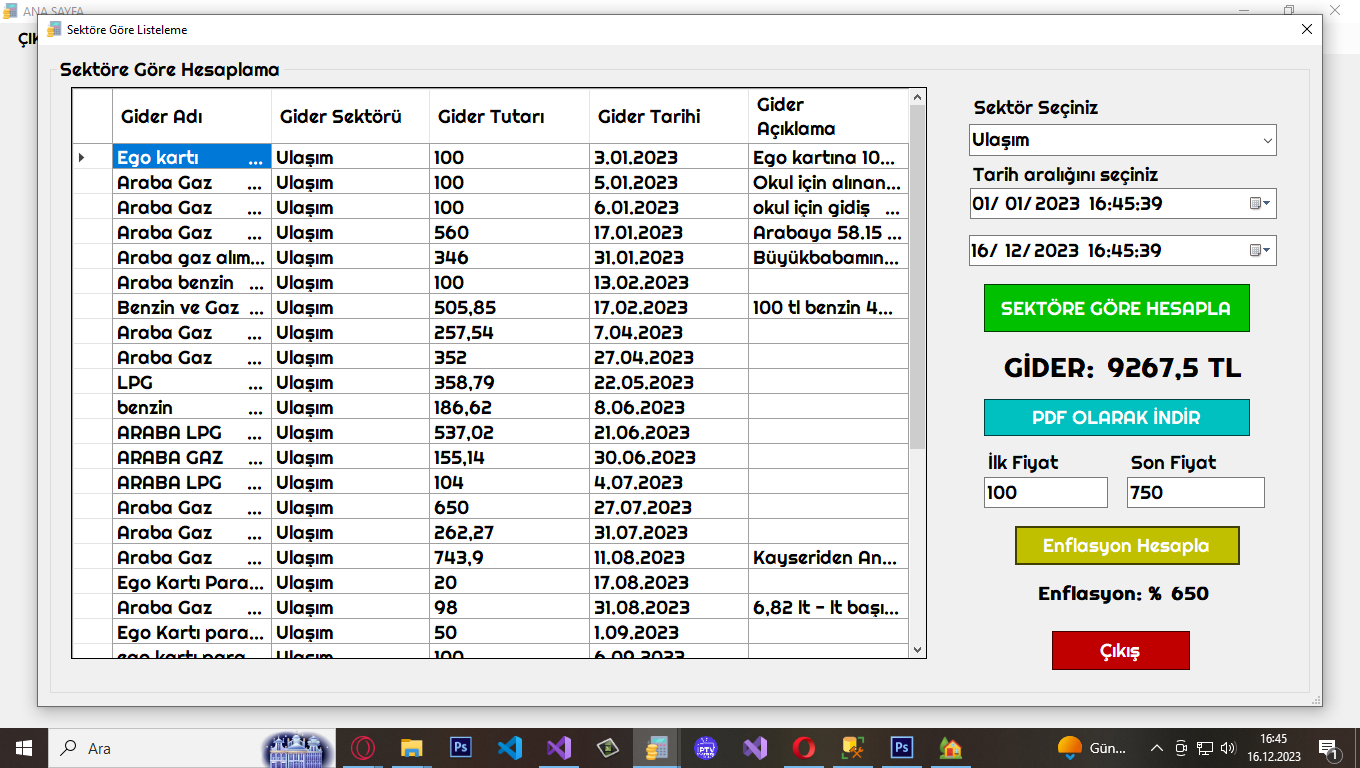 ANA SAYFA
Sektöre Göre Listeleme
Sektöre Göre Hesaplama
Gider Adı Gider Sektörü Gider Tutarı Gider Tarihi Gider Açıklama
Ego kartı ... Ulaşım 100 3.01.2023 Ego kartına 10...
Araba Gaz ... Ulaşım 100 5.01.2023 Okul için alınan...
Araba Gaz ... Ulaşım 100 6.01.2023 okul için gidiş ...
Araba Gaz ... Ulaşım 560 17.01.2023 Arabaya 58.15 ...
Araba gaz alım... Ulaşım 346 31.01.2023 Büyükbabamın...
Araba benzin ... Ulaşım 100 13.02.2023
Benzin ve Gaz ... Ulaşım 505,85 17.02.2023 100 tl benzin 4...
Araba Gaz ... Ulaşım 257,54 7.04.2023
Araba Gaz ... Ulaşım 352 27.04.2023
LPG ... Ulaşım 358,79 22.05.2023
benzin ... Ulaşım 186,62 8.06.2023
ARABA LPG ... Ulaşım 537,02 21.06.2023
ARABA GAZ ... Ulaşım 155,14 30.06.2023
ARABA LPG ... Ulaşım 104 4.07.2023
Araba Gaz ... Ulaşım 650 27.07.2023
Araba Gaz ... Ulaşım 262,27 31.07.2023
Araba Gaz ... Ulaşım 743,9 11.08.2023 Kayseriden An...
Ego Kartı Para... Ulaşım 20 17.08.2023
Araba Gaz ... Ulaşım 98 31.08.2023 6,82 lt - lt başı...
Ego Kartı para... Ulaşım 50 1.09.2023
ego kartı para... Ulaşım 100 6.09.2023
Sektör Seçiniz
Ulaşım
Tarih aralığını seçiniz
01/ 01/ 2023 16:45:39
16/ 12/ 2023 16:45:39
SEKTÖRE GÖRE HESAPLA
GİDER: 9267,5 TL
PDF OLARAK İNDİR
İlk Fiyat Son Fiyat
100 750
Enflasyon Hesapla
Enflasyon: % 650
Çıkış
Ara
Ps
Ps
Gün...
16:45
16.12.2023
1